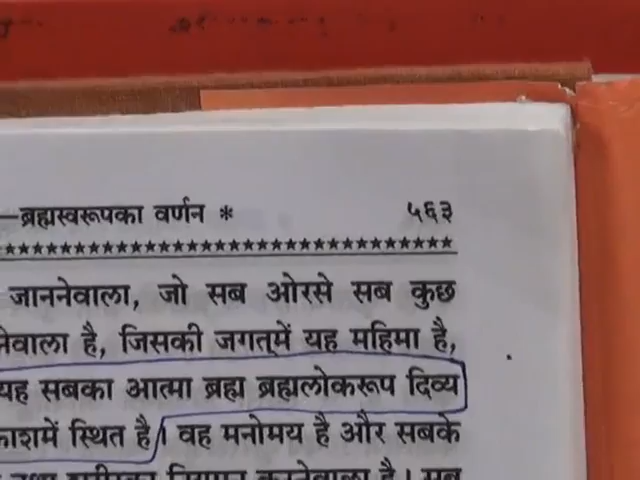 —ब्रह्मस्वरूपका वर्णन * ५६३
जाननेवाला, जो सब ओरसे सब कुछ
है, जिसकी जगत्‌में यह महिमा है,
यह सबका आत्मा ब्रह्म ब्रह्मलोकरूप दिव्य
स्थित है। वह मनोमय है और सबके
है। सब